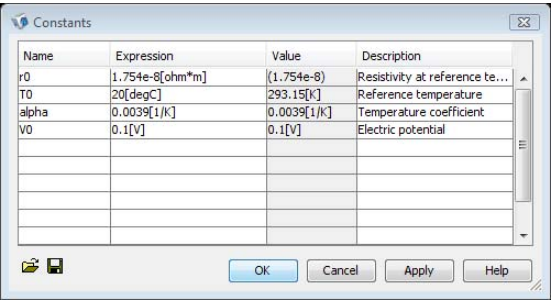 Constants
Name Expression Value Description
r0 1.754e-8[ohm*m] (1.754e-8) Resistivity at reference te...
T0 20[degC] 293.15[K] Reference temperature
alpha 0.0039[1/K] 0.0039[1/K] Temperature coefficient
V0 0.1[V] 0.1[V] Electric potential
OK Cancel Apply Help